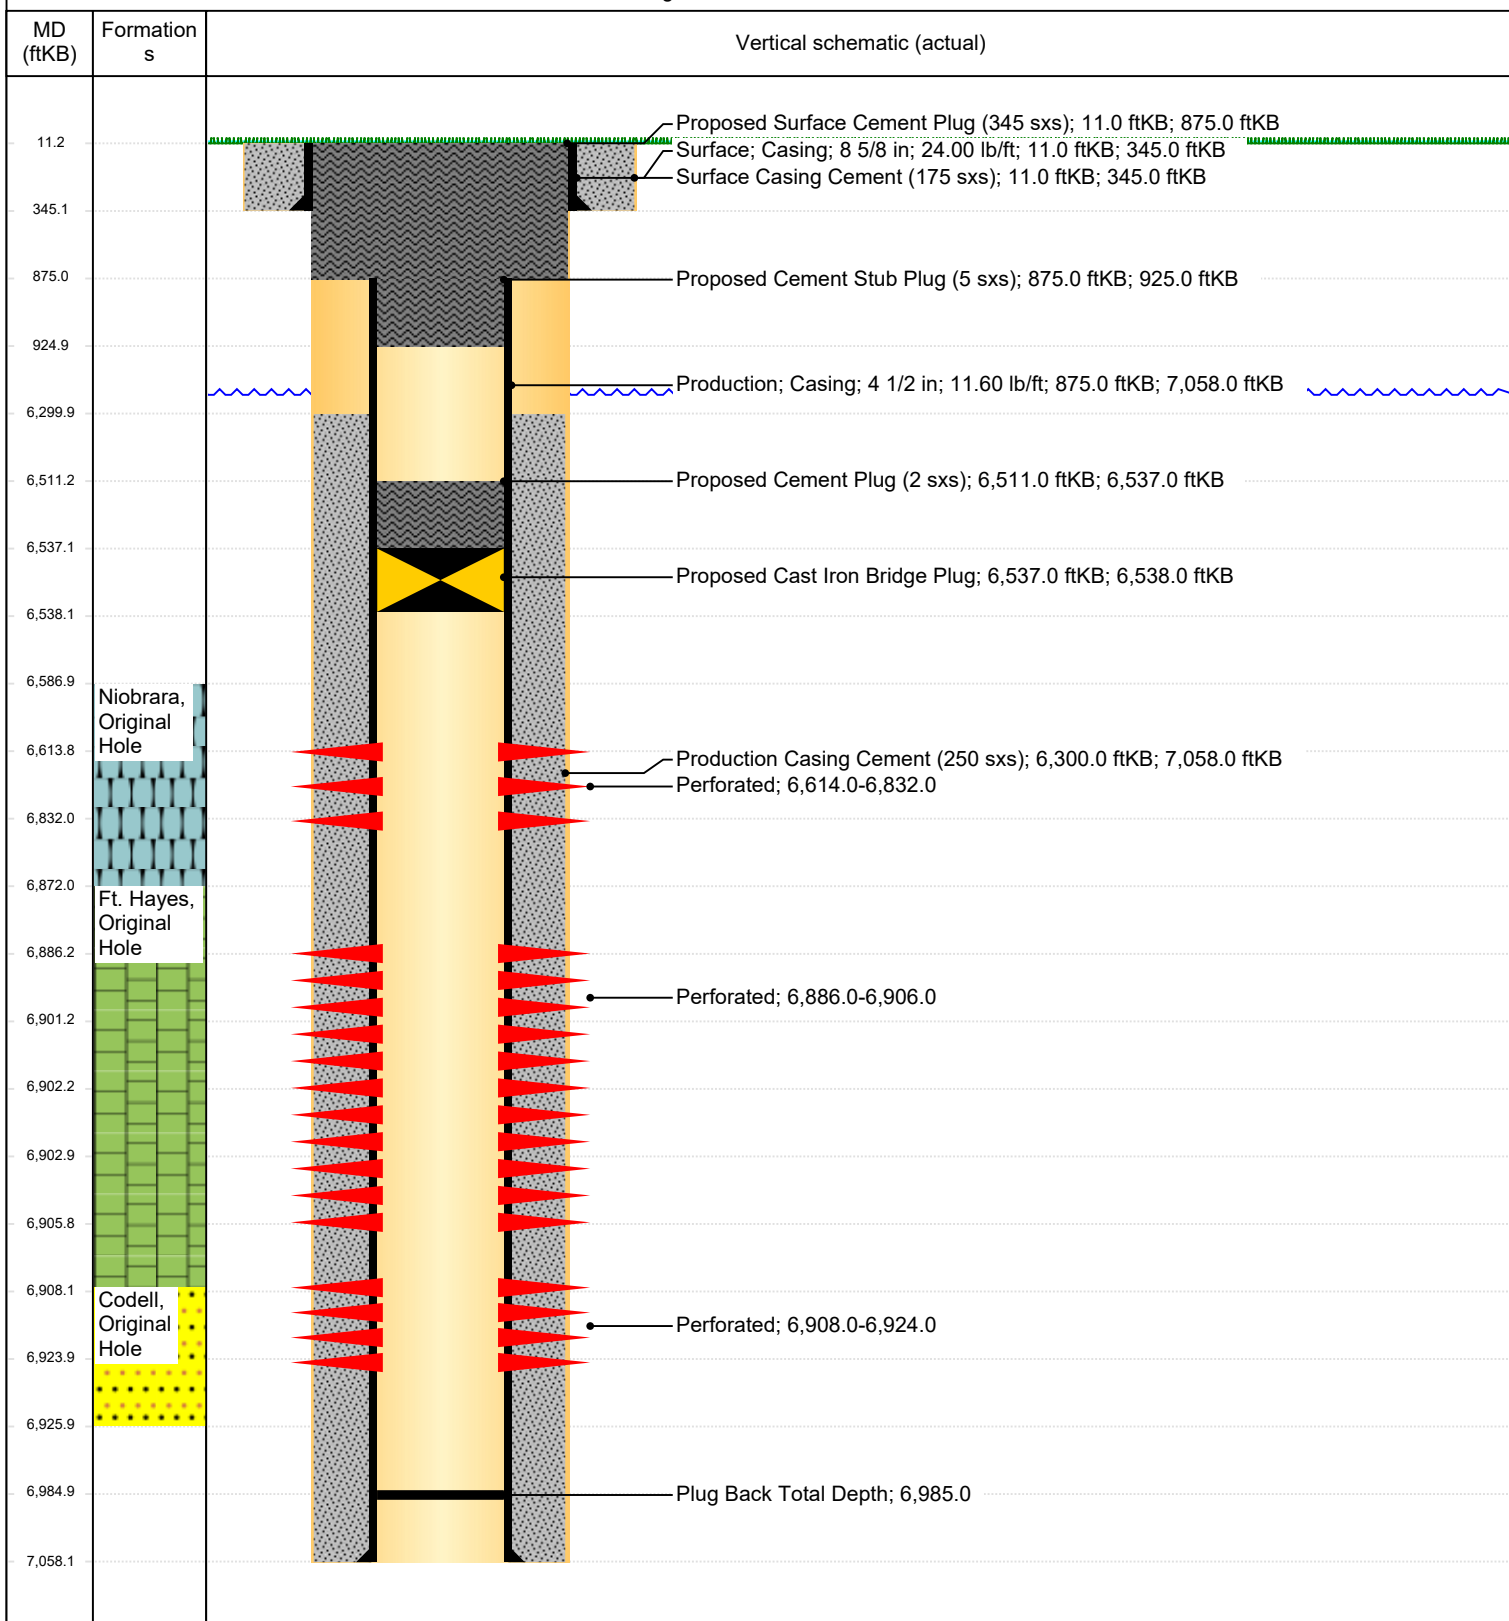 MD
(ftKB)
Formation
s
Vertical schematic (actual)
11.2
345.1
875.0
924.9
6,299.9
6,511.2
6,537.1
6,538.1
6,586.9
6,613.8
6,832.0
6,872.0
6,886.2
6,901.2
6,902.2
6,902.9
6,905.8
6,908.1
6,923.9
6,925.9
6,984.9
7,058.1
Niobrara,
Original
Hole
Ft. Hayes,
Original
Hole
Codell,
Original
Hole
Proposed Surface Cement Plug (345 sxs); 11.0 ftKB; 875.0 ftKB
Surface; Casing; 8 5/8 in; 24.00 lb/ft; 11.0 ftKB; 345.0 ftKB
Surface Casing Cement (175 sxs); 11.0 ftKB; 345.0 ftKB
Proposed Cement Stub Plug (5 sxs); 875.0 ftKB; 925.0 ftKB
Production; Casing; 4 1/2 in; 11.60 lb/ft; 875.0 ftKB; 7,058.0 ftKB
Proposed Cement Plug (2 sxs); 6,511.0 ftKB; 6,537.0 ftKB
Proposed Cast Iron Bridge Plug; 6,537.0 ftKB; 6,538.0 ftKB
Production Casing Cement (250 sxs); 6,300.0 ftKB; 7,058.0 ftKB
Perforated; 6,614.0-6,832.0
Perforated; 6,886.0-6,906.0
Perforated; 6,908.0-6,924.0
Plug Back Total Depth; 6,985.0